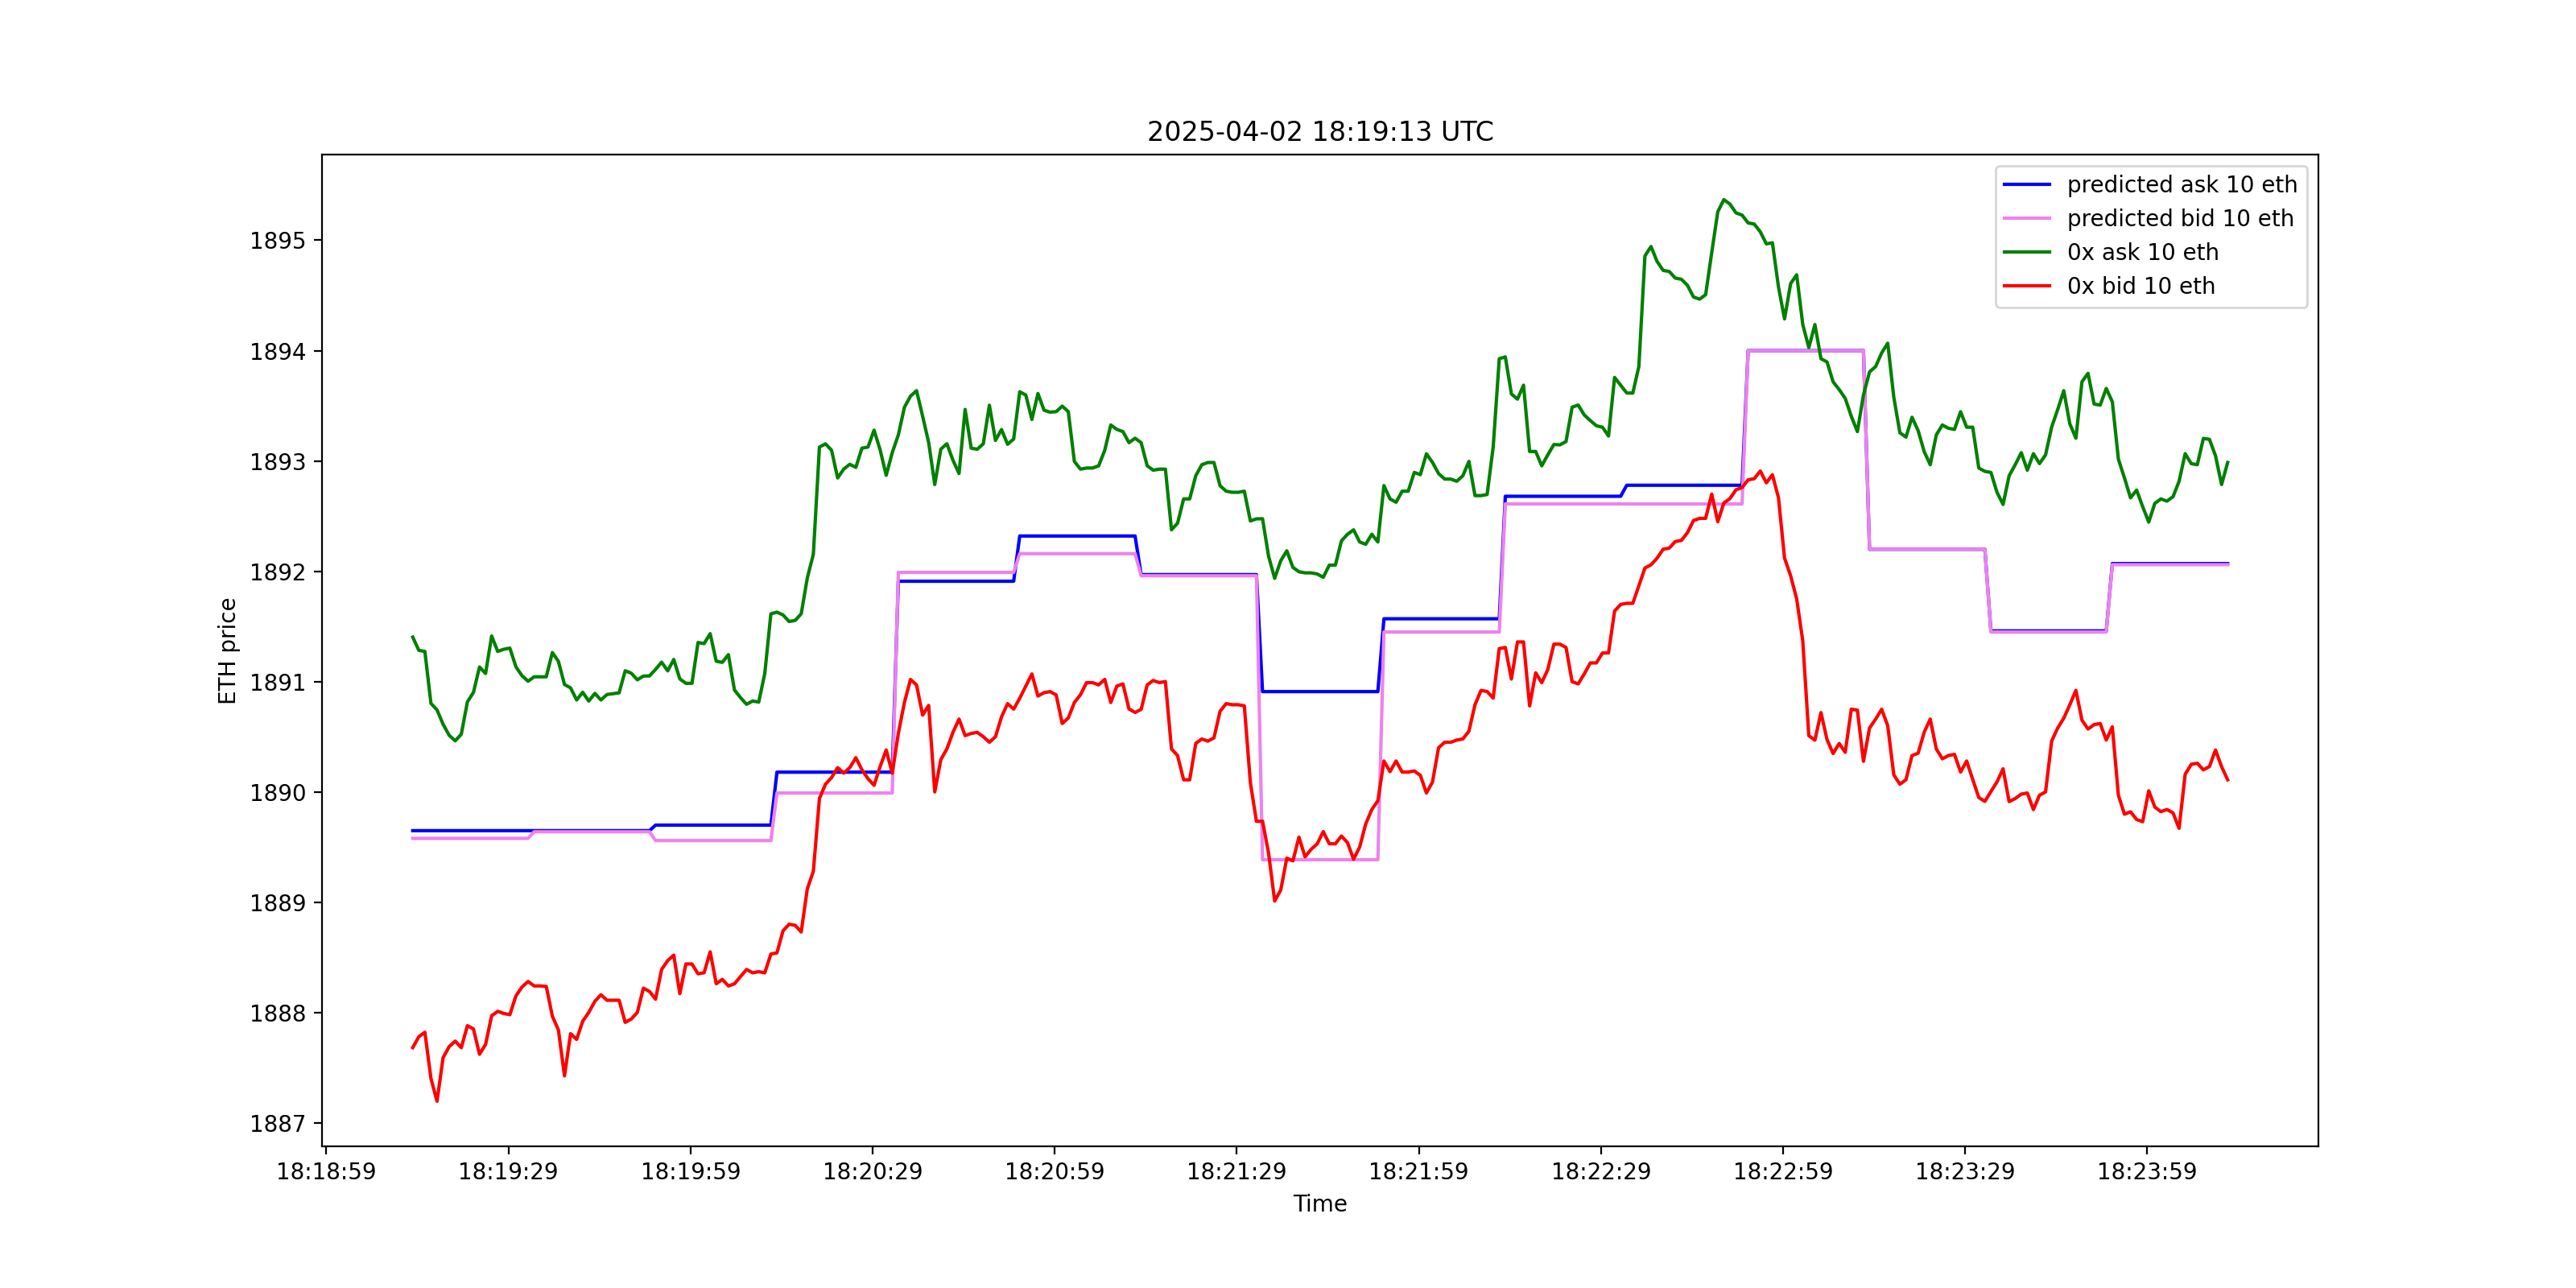 2025-04-02 18:19:13 UTC
predicted ask 10 eth
predicted bid 10 eth
0x ask 10 eth
0x bid 10 eth
ETH price
1895
1894
1893
1892
1891
1890
1889
1888
1887
18:18:59 18:19:29 18:19:59 18:20:29 18:20:59 18:21:29 18:21:59 18:22:29 18:22:59 18:23:29 18:23:59
Time